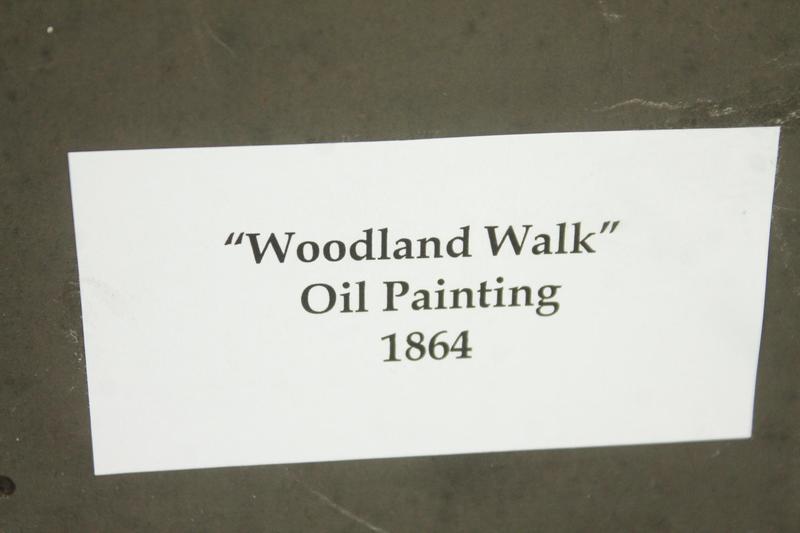 “Woodland Walk”
Oil Painting
1864